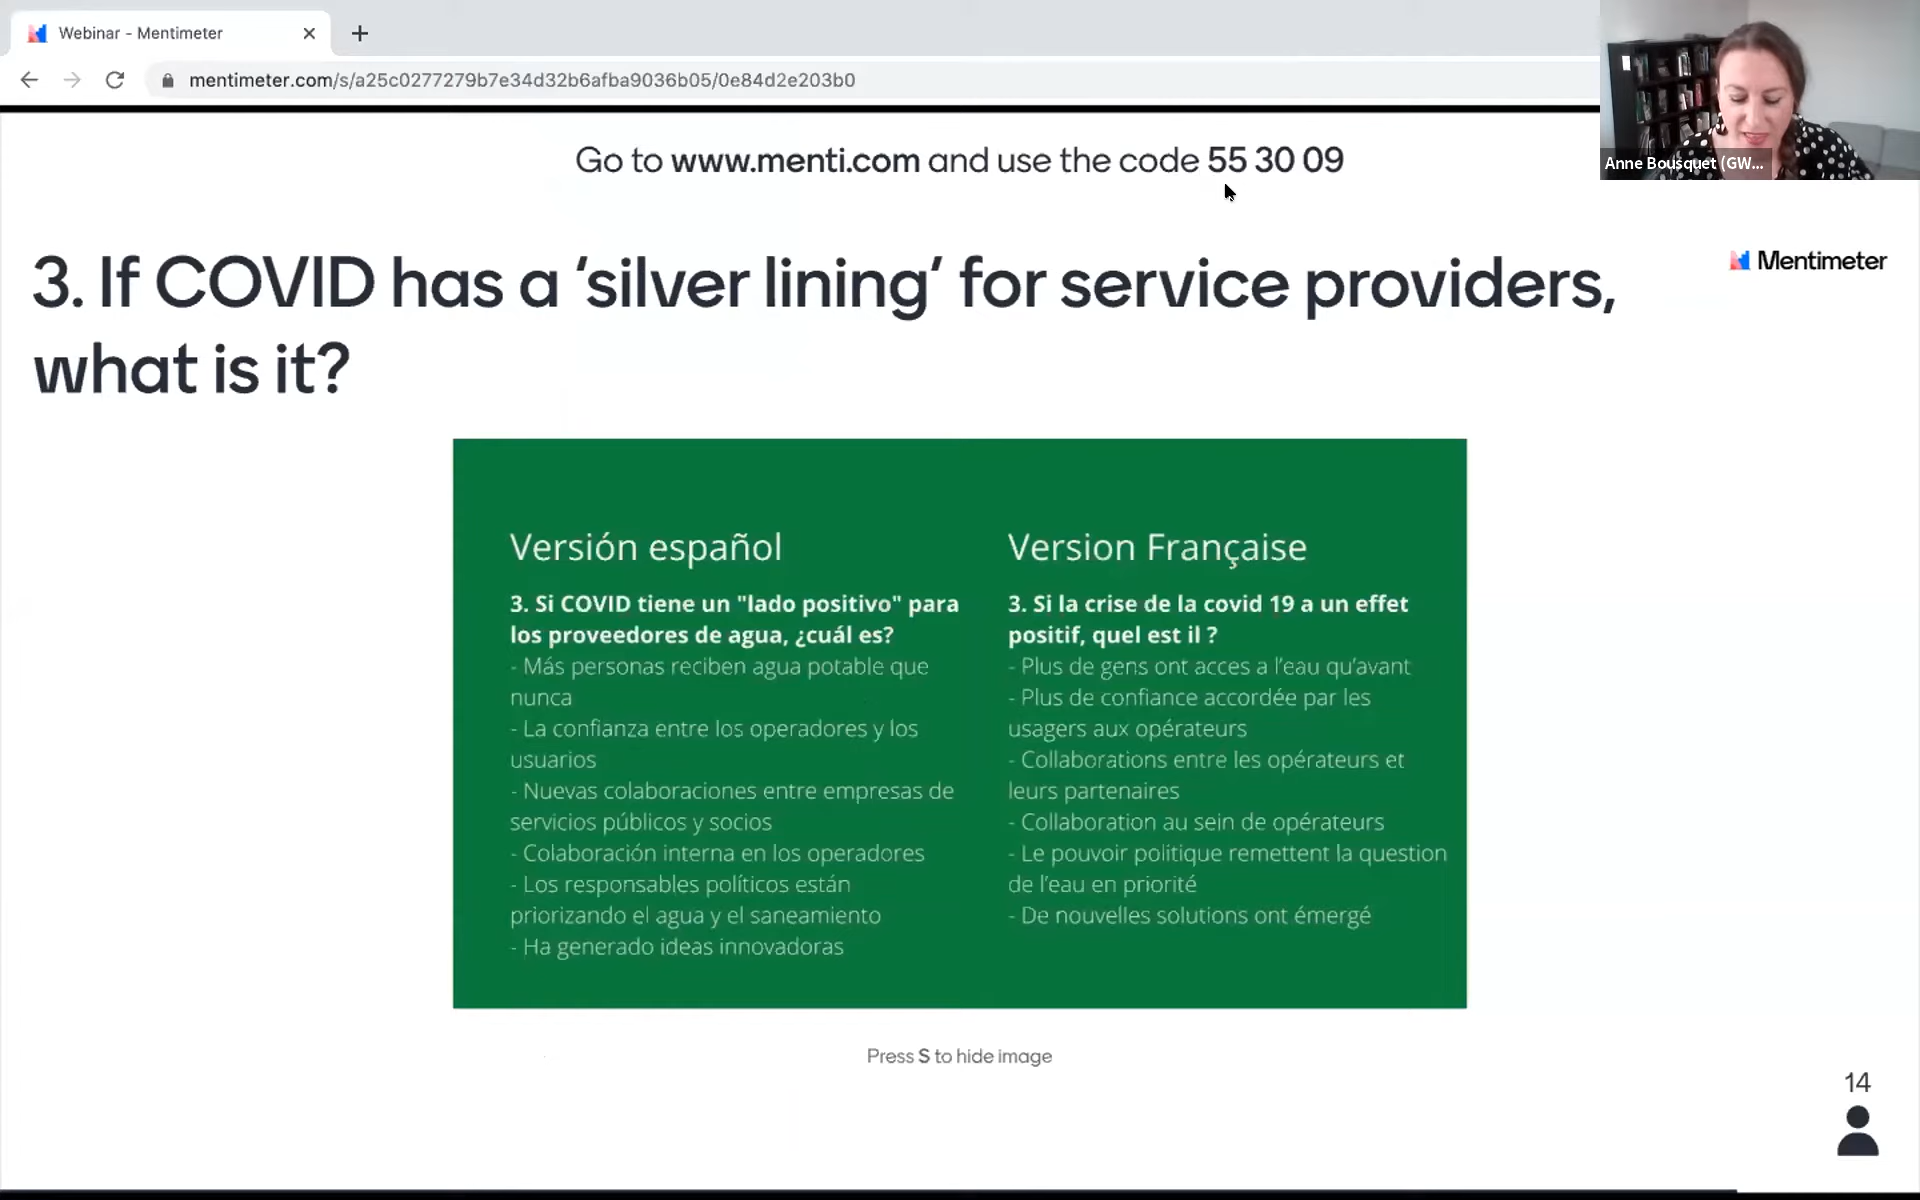 Webinar - Mentimeter
mentimeter.com/s/a25c0277279b7e34d32b6afba9036b05/0e84d2e203b0
Anne Bousquet (GW...
Go to www.menti.com and use the code 55 30 09
Mentimeter
3. If COVID has a ‘silver lining’ for service providers,
what is it?
Versión español
3. Si COVID tiene un "lado positivo" para
los proveedores de agua, ¿cuál es?
- Más personas reciben agua potable que
nunca
- La confianza entre los operadores y los
usuarios
- Nuevas colaboraciones entre empresas de
servicios públicos y socios
- Colaboración interna en los operadores
- Los responsables políticos están
priorizando el agua y el saneamiento
- Ha generado ideas innovadoras
Version Française
3. Si la crise de la covid 19 a un effet
positif, quel est il ?
- Plus de gens ont acces a l’eau qu’avant
- Plus de confiance accordée par les
usagers aux opérateurs
- Collaborations entre les opérateurs et
leurs partenaires
- Collaboration au sein de opérateurs
- Le pouvoir politique remettent la question
de l’eau en priorité
- De nouvelles solutions ont émergé
Press S to hide image
14